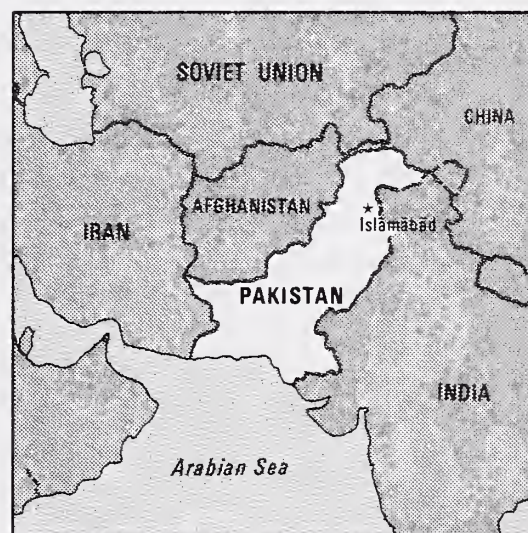 SOVIET UNION
CHINA
AFGHANISTAN
Islāmābād
IRAN
PAKISTAN
INDIA
Arabian Sea